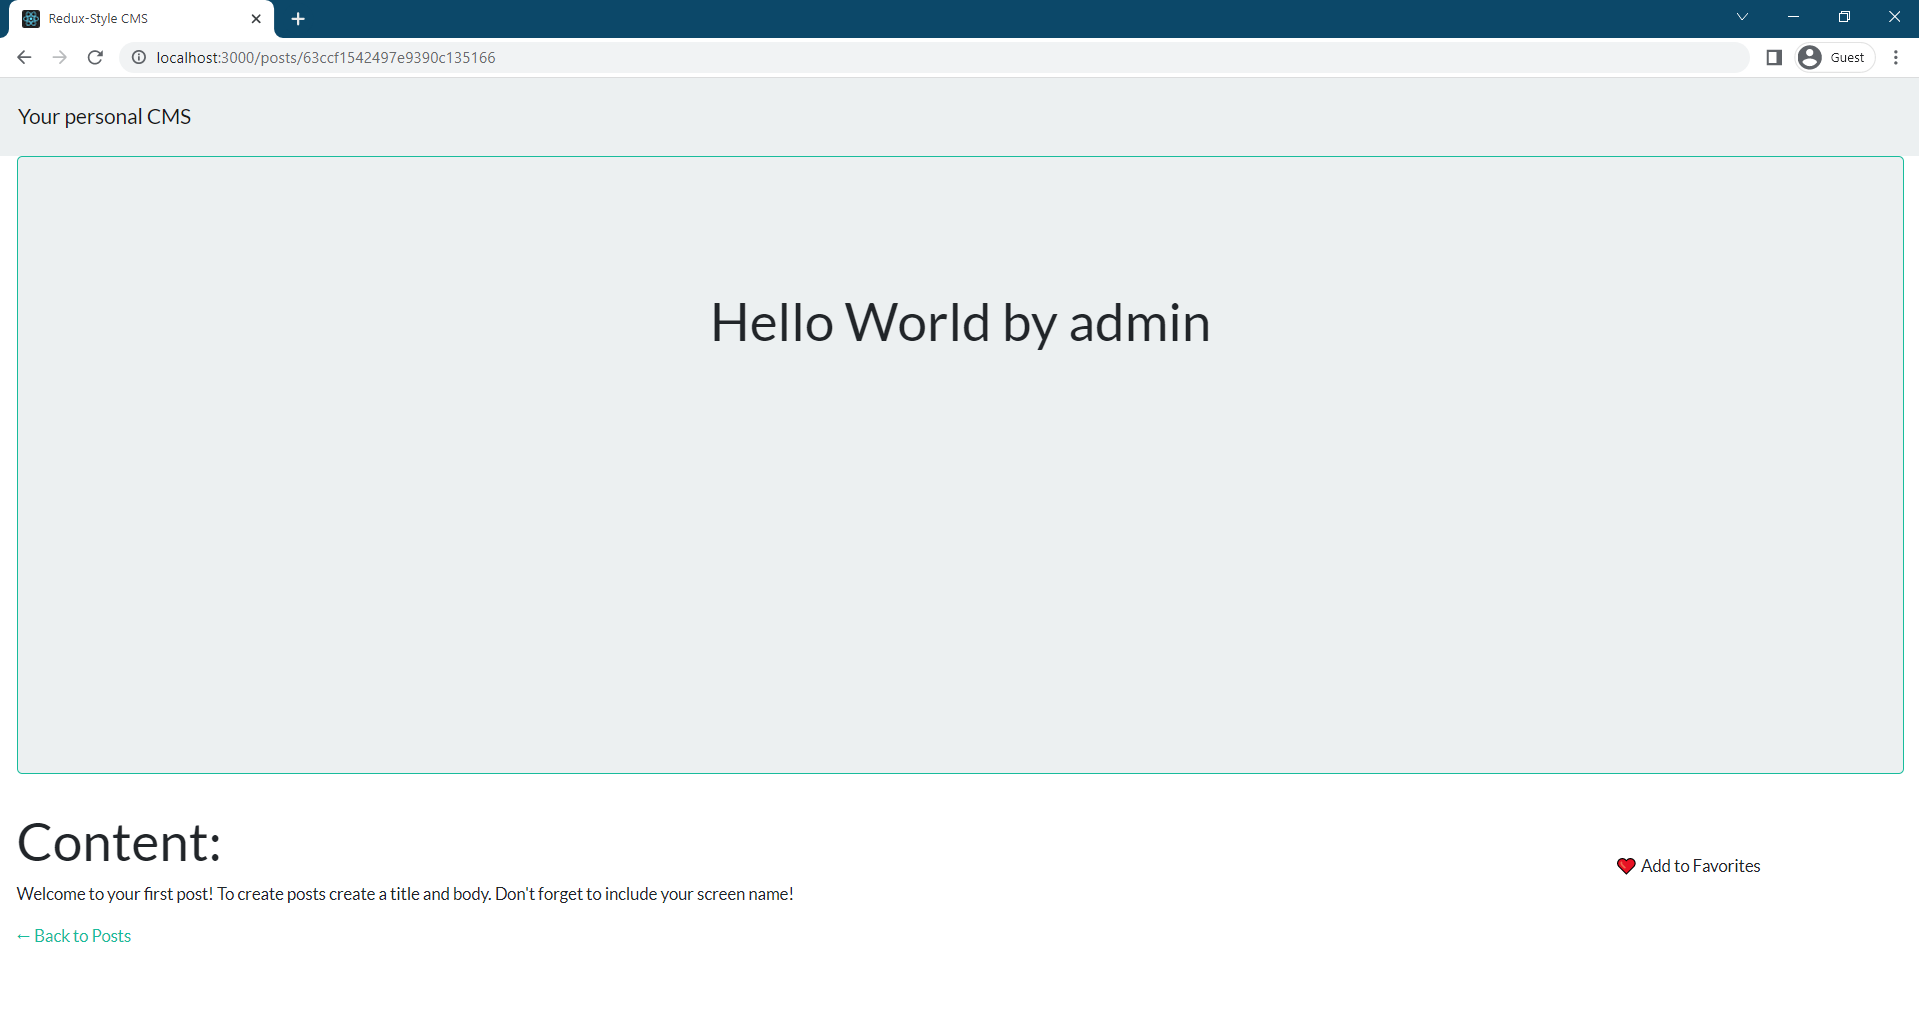 Redux-Style CMS
localhost:3000/posts/63ccf1542497e9390c135166
Guest
Your personal CMS
Hello World by admin
Content:
Add to Favorites
Welcome to your first post! To create posts create a title and body. Don't forget to include your screen name!
← Back to Posts